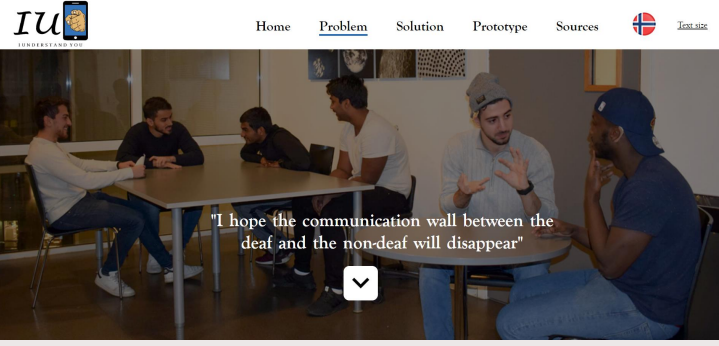 IU
IUNDERSTAND YOU
Home Problem Solution Prototype Sources
Text size
"I hope the communication wall between the
deaf and the non-deaf will disappear"